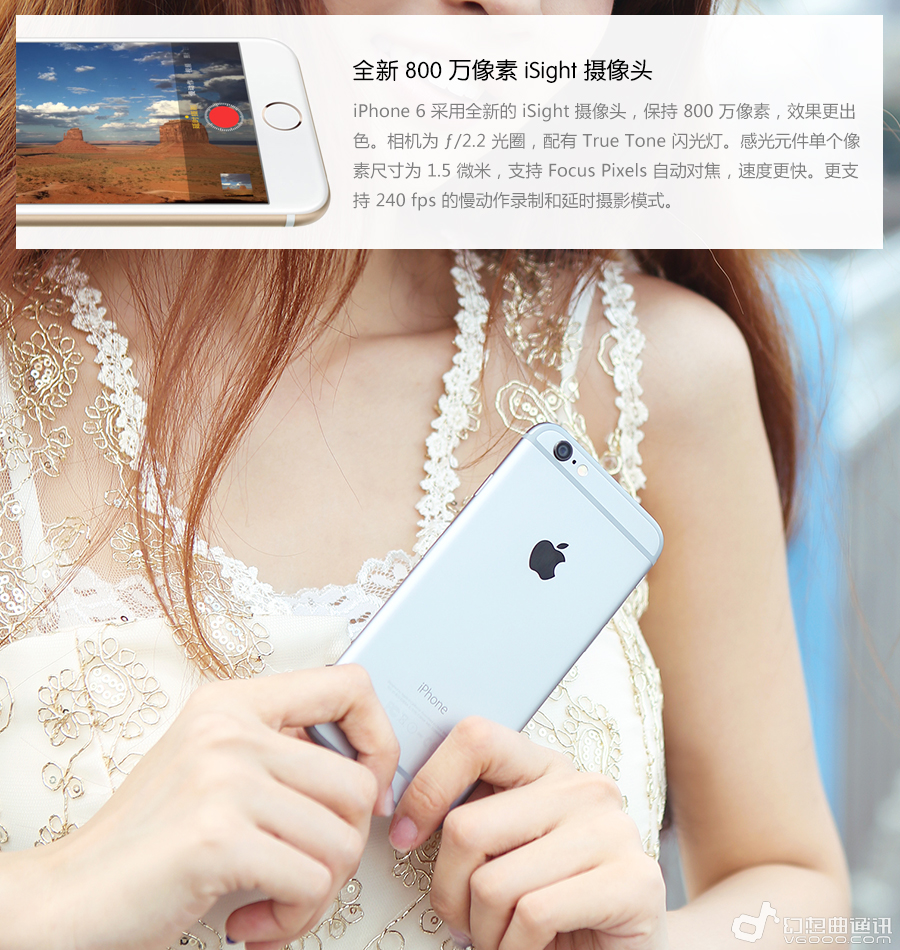 全新 800 万像素 iSight 摄像头
iPhone 6 采用全新的 iSight 摄像头，保持 800 万像素，效果更出
色。相机为 ƒ/2.2 光圈，配有 True Tone 闪光灯。感光元件单个像
素尺寸为 1.5 微米，支持 Focus Pixels 自动对焦，速度更快。更支
持 240 fps 的慢动作录制和延时摄影模式。
iPhone
幻想曲通讯
V6000.com